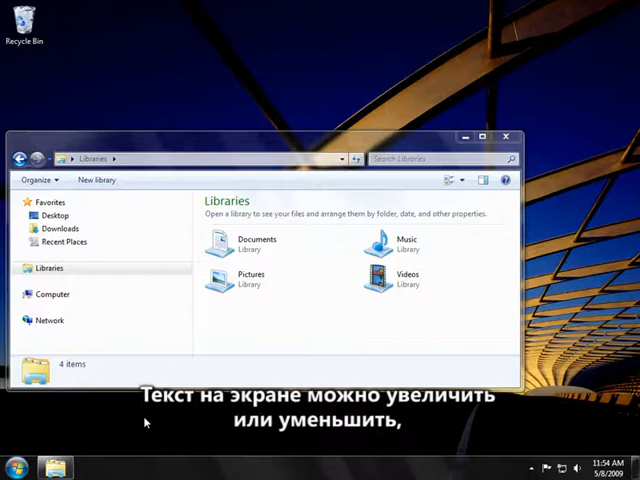 Recycle Bin
Libraries
Search Libraries
Organize
New library
Favorites
Desktop
Downloads
Recent Places
Libraries
Computer
Network
Libraries
Open a library to see your files and arrange them by folder, date, and other properties.
Documents
Library
Music
Library
Pictures
Library
Videos
Library
4 items
Текст на экране можно увеличить
или уменьшить,
11:54 AM
5/8/2009